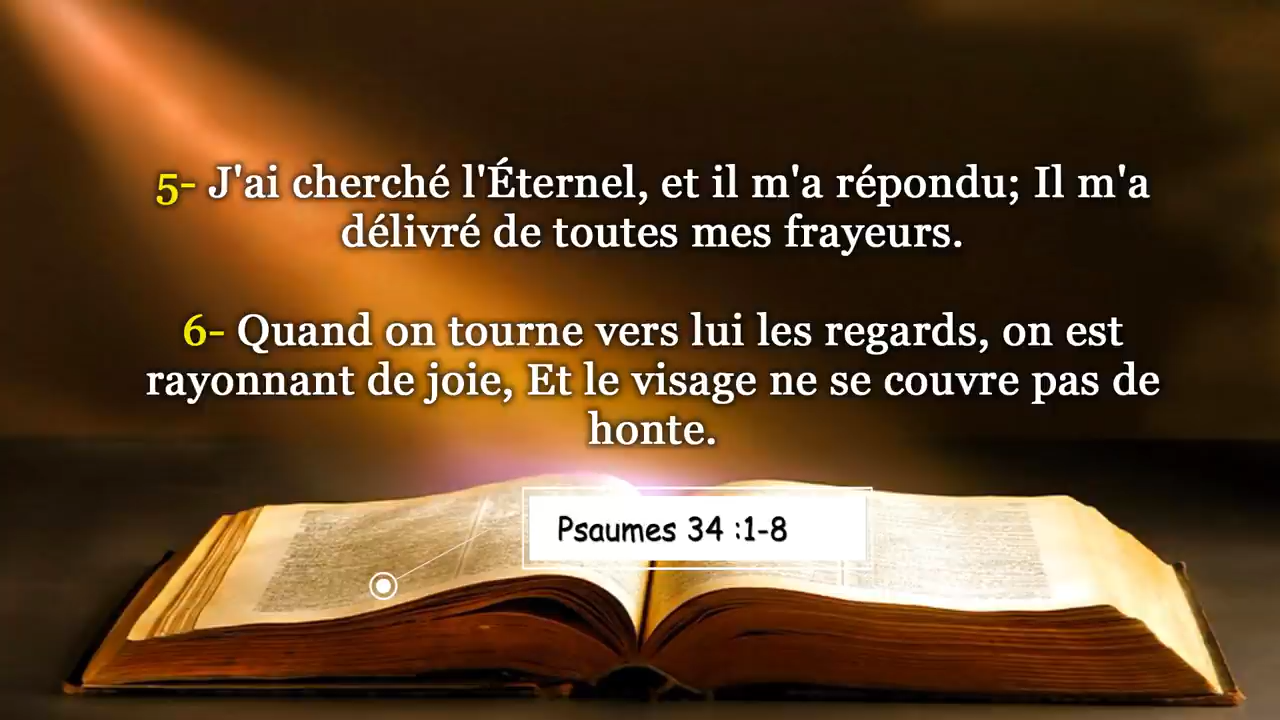 5- J'ai cherché l'Éternel, et il m'a répondu; Il m'a
délivré de toutes mes frayeurs.
6- Quand on tourne vers lui les regards, on est
rayonnant de joie, Et le visage ne se couvre pas de
honte.
Psaumes 34 :1-8